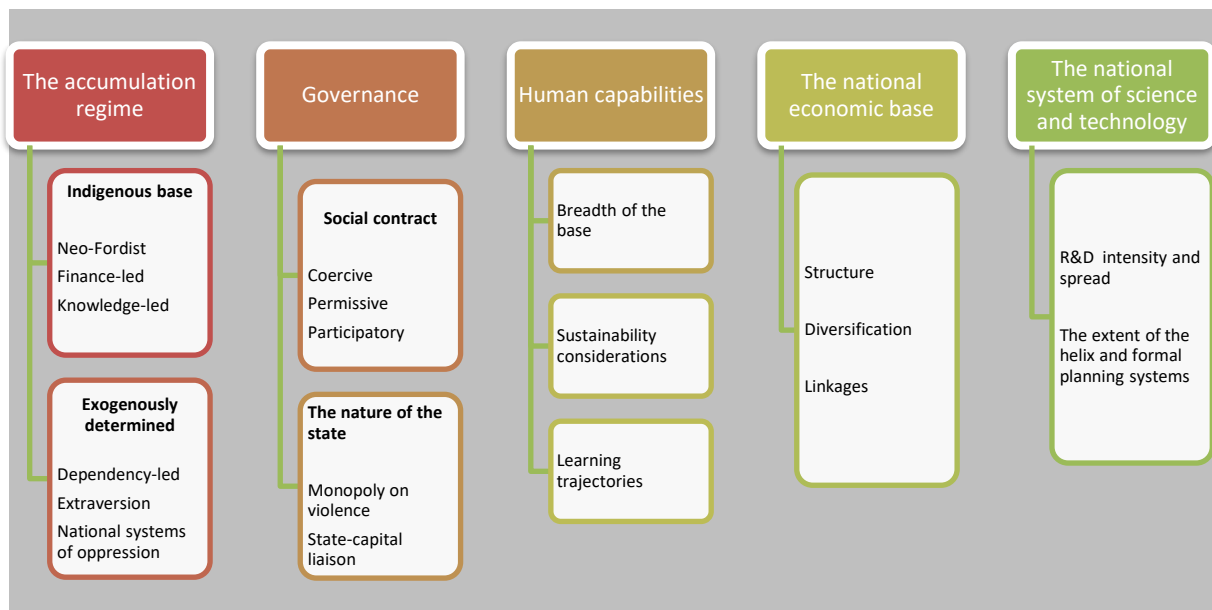 The accumulation
regime
Indigenous base
Neo-Fordist
Finance-led
Knowledge-led
Exogenously
determined
Dependency-led
Extraversion
National systems
of oppression
Governance
Social contract
Coercive
Permissive
Participatory
The nature of the
state
Monopoly on
violence
State-capital
liaison
Human capabilities
Breadth of the
base
Sustainability
considerations
Learning
trajectories
The national
economic base
Structure
Diversification
Linkages
The national
system of science
and technology
R&D intensity and
spread
The extent of the
helix and formal
planning systems